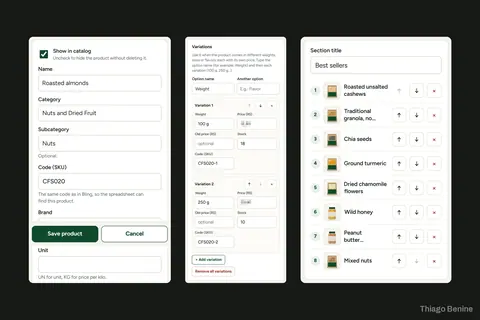 Show in catalog
Uncheck to hide the product without deleting it.
Name
Roasted almonds
Category
Nuts and Dried Fruit
Subcategory
Nuts
Optional
Code (SKU)
CFS020
The same code as in Bling, so the spreadsheet can
find this product.
Brand
Save product
Cancel
Unit
UN for unit, KG for price per kilo.
Variations
Option name
Another option
Weight
E.g.: Flavor
Variation 1
Weight
Price (R$)
100 g
Old price (R$)
Stock
optional
18
Code (SKU)
CFS020-1
Variation 2
Weight
Price (R$)
250 g
Old price (R$)
Stock
optional
10
Code (SKU)
CFS020-2
+ Add variation
Remove all variations
Section title
Best sellers
1
Roasted unsalted
cashews
2
Traditional
granola, no...
3
Chia seeds
4
Ground turmeric
5
Dried chamomile
flowers
6
Wild honey
7
Peanut
butter...
8
Mixed nuts
Thiago Benine